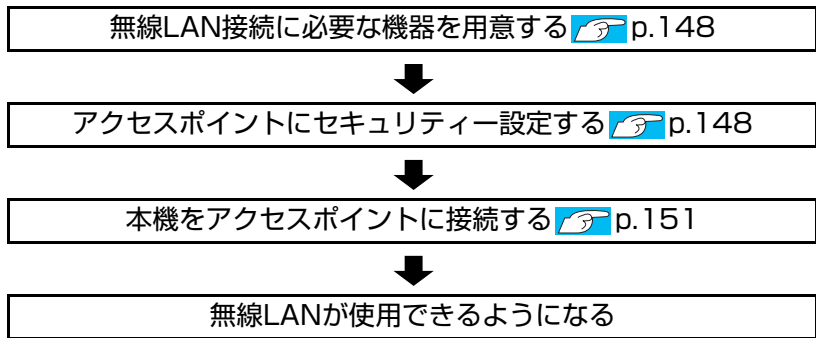 無線LAN接続に必要な機器を用意する p.148
アクセスポイントにセキュリティー設定する p.148
本機をアクセスポイントに接続する p.151
無線LANが使用できるようになる